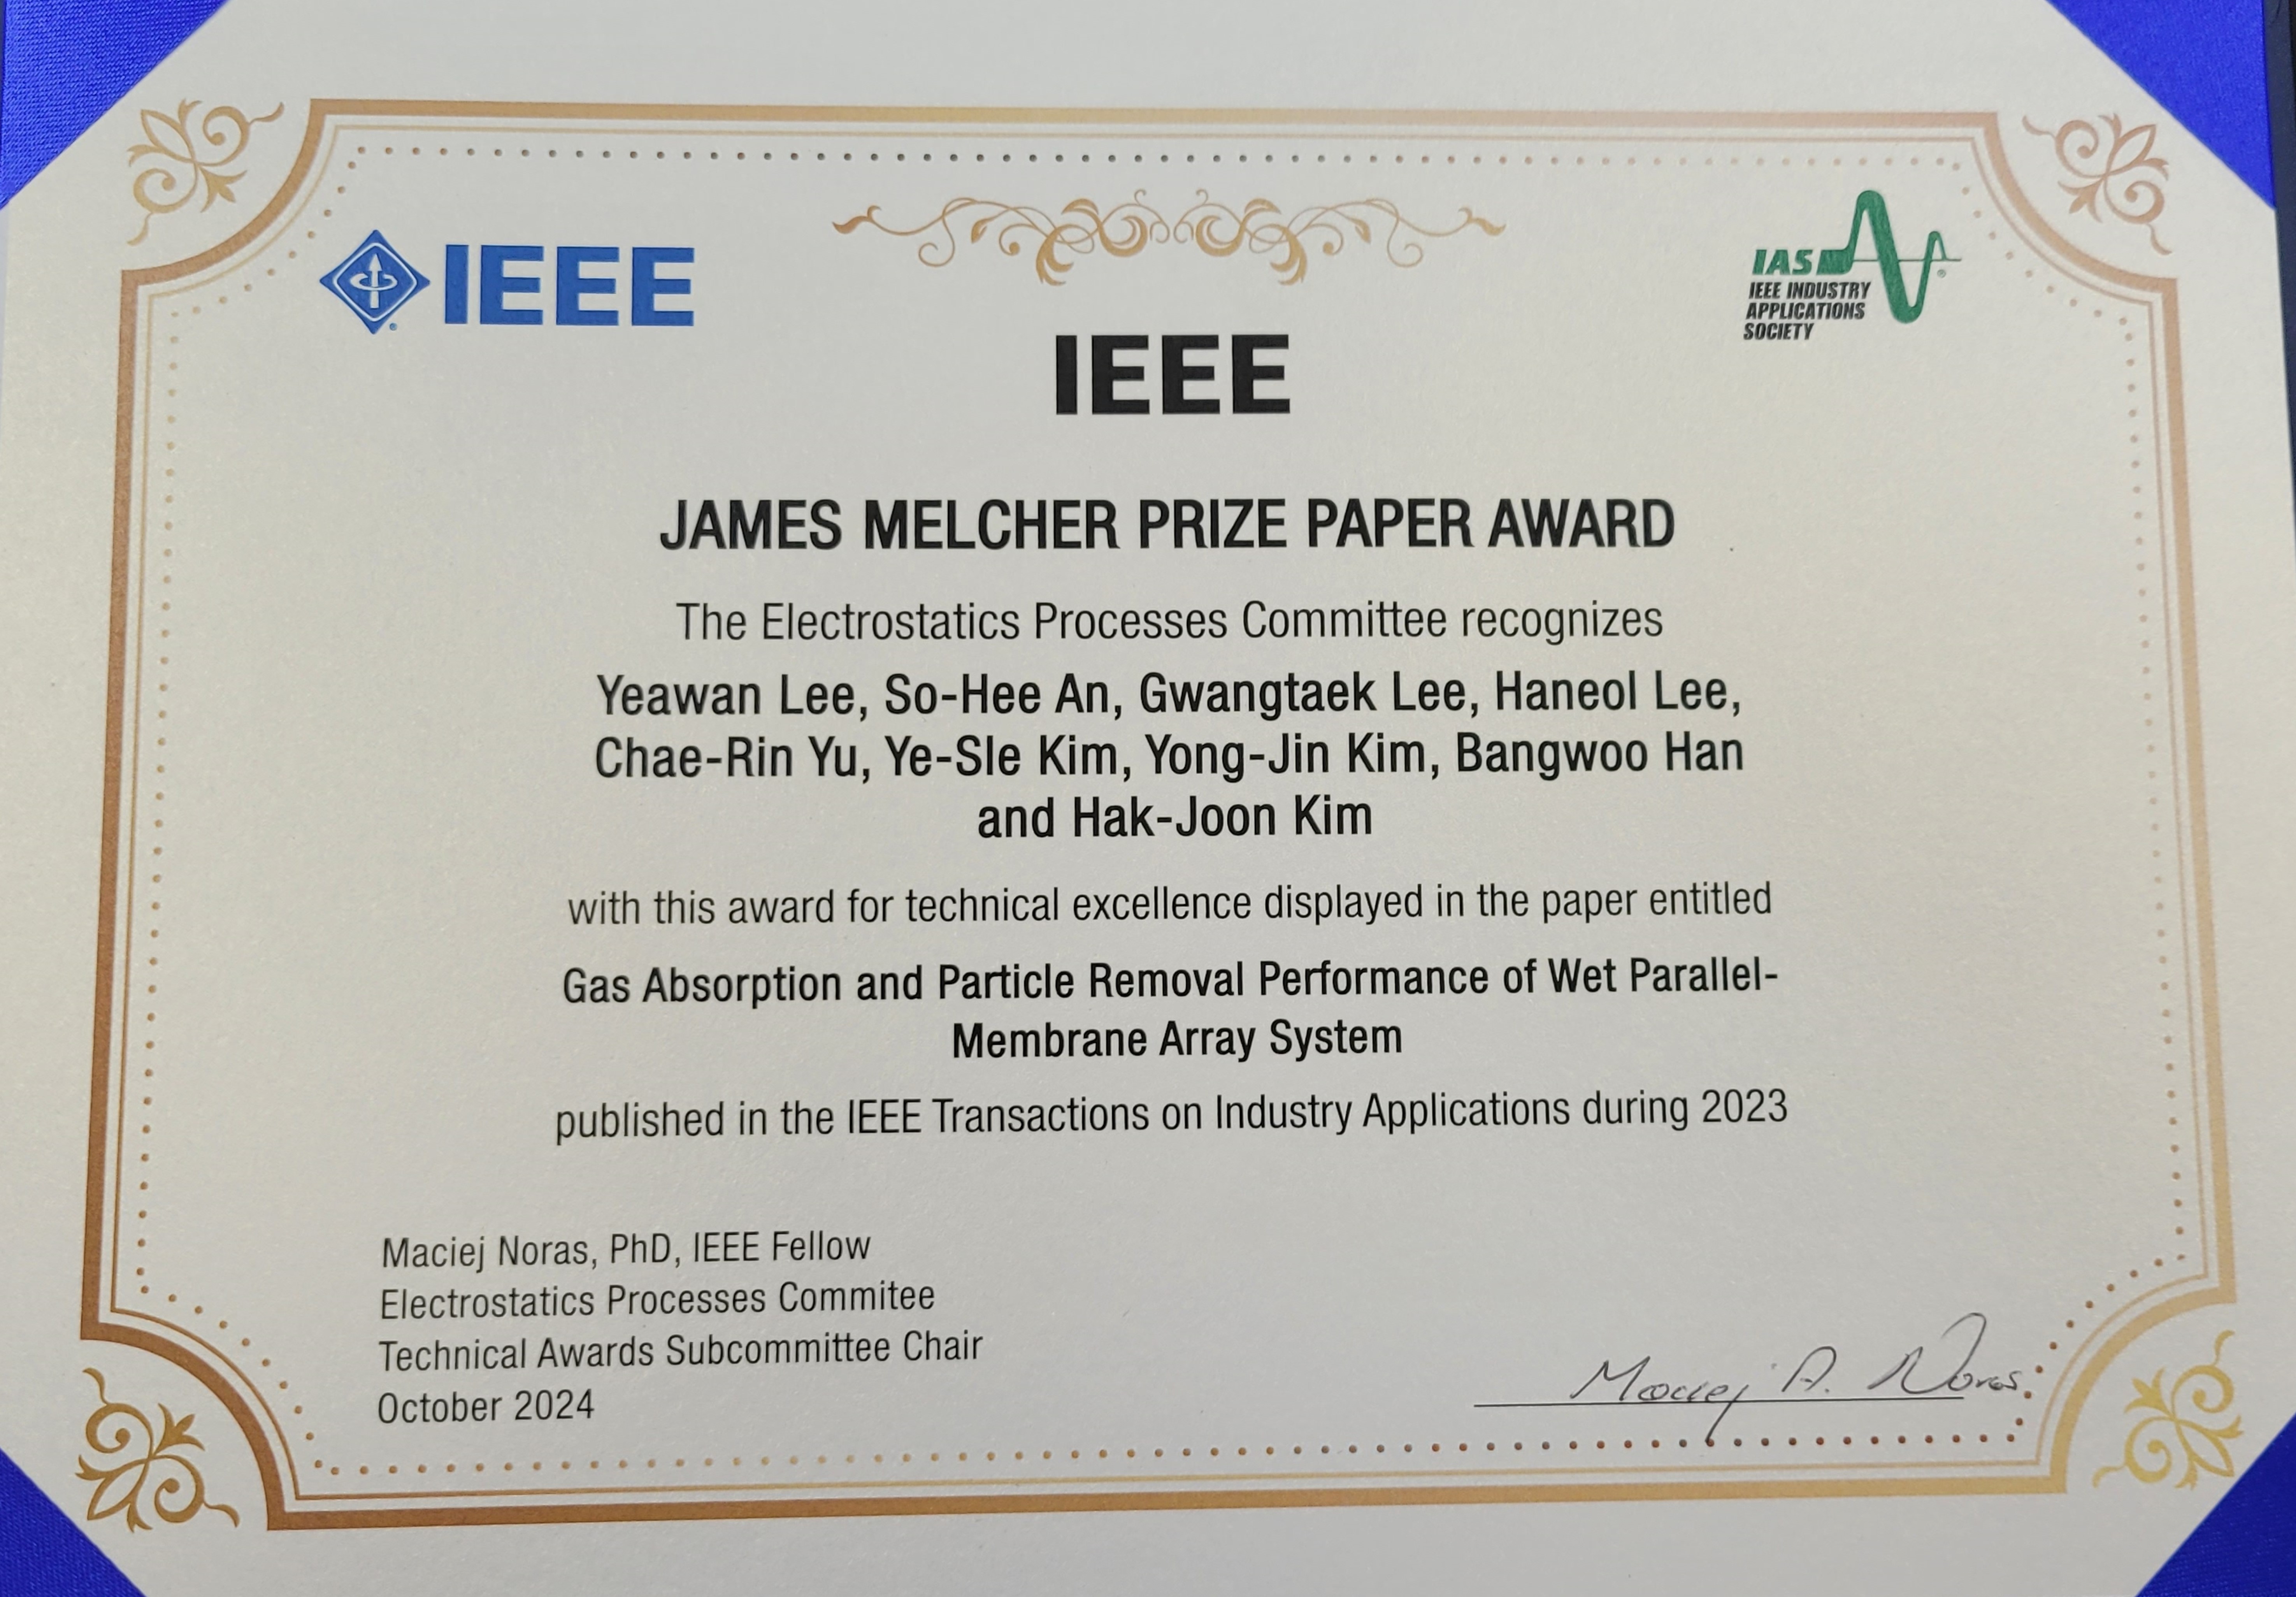 IEEE
IAS
IEEE INDUSTRY
APPLICATIONS
SOCIETY
IEEE
JAMES MELCHER PRIZE PAPER AWARD
The Electrostatics Processes Committee recognizes
Yeawan Lee, So-Hee An, Gwangtaek Lee, Haneol Lee,
Chae-Rin Yu, Ye-Sle Kim, Yong-Jin Kim, Bangwoo Han
and Hak-Joon Kim
with this award for technical excellence displayed in the paper entitled
Gas Absorption and Particle Removal Performance of Wet Parallel-
Membrane Array System
published in the IEEE Transactions on Industry Applications during 2023
Maciej Noras, PhD, IEEE Fellow
Electrostatics Processes Commitee
Technical Awards Subcommittee Chair
October 2024
Maciej A. Noras